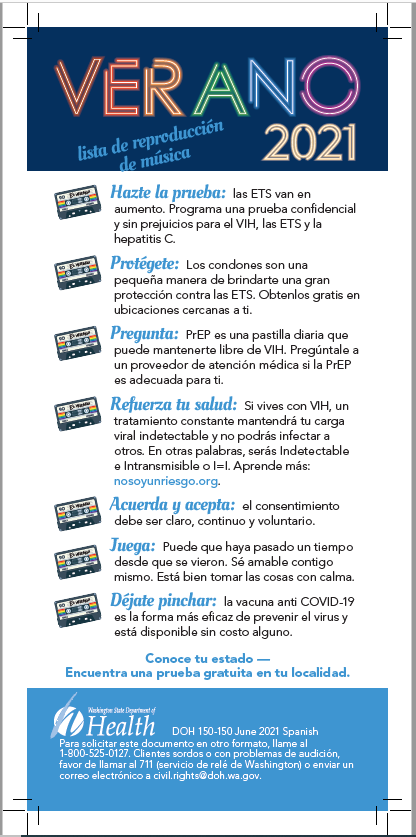 VERANO
2021
lista de reproducción
de música
Hazte la prueba: las ETS van en
aumento. Programa una prueba confidencial
y sin prejuicios para el VIH, las ETS y la
hepatitis C.
Protégete: Los condones son una
pequeña manera de brindarte una gran
protección contra las ETS. Obtenlos gratis en
ubicaciones cercanas a ti.
Pregunta: PrEP es una pastilla diaria que
puede mantenerte libre de VIH. Pregúntale a
un proveedor de atención médica si la PrEP
es adecuada para ti.
Refuerza tu salud: Si vives con VIH, un
tratamiento constante mantendrá tu carga
viral indetectable y no podrás infectar a
otros. En otras palabras, serás Indetectable
e Intransmisible o I=I. Aprende más:
nosoyunriesgo.org.
Acuerda y acepta: el consentimiento
debe ser claro, continuo y voluntario.
Juega: Puede que haya pasado un tiempo
desde que se vieron. Sé amable contigo
mismo. Está bien tomar las cosas con calma.
Déjate pinchar: la vacuna anti COVID-19
es la forma más eficaz de prevenir el virus y
está disponible sin costo alguno.
Conoce tu estado —
Encuentra una prueba gratuita en tu localidad.
Washington State Department of
Health
DOH 150-150 June 2021 Spanish
Para solicitar este documento en otro formato, llame al
1-800-525-0127. Clientes sordos o con problemas de audición,
favor de llamar al 711 (servicio de relé de Washington) o enviar un
correo electrónico a civil.rights@doh.wa.gov.